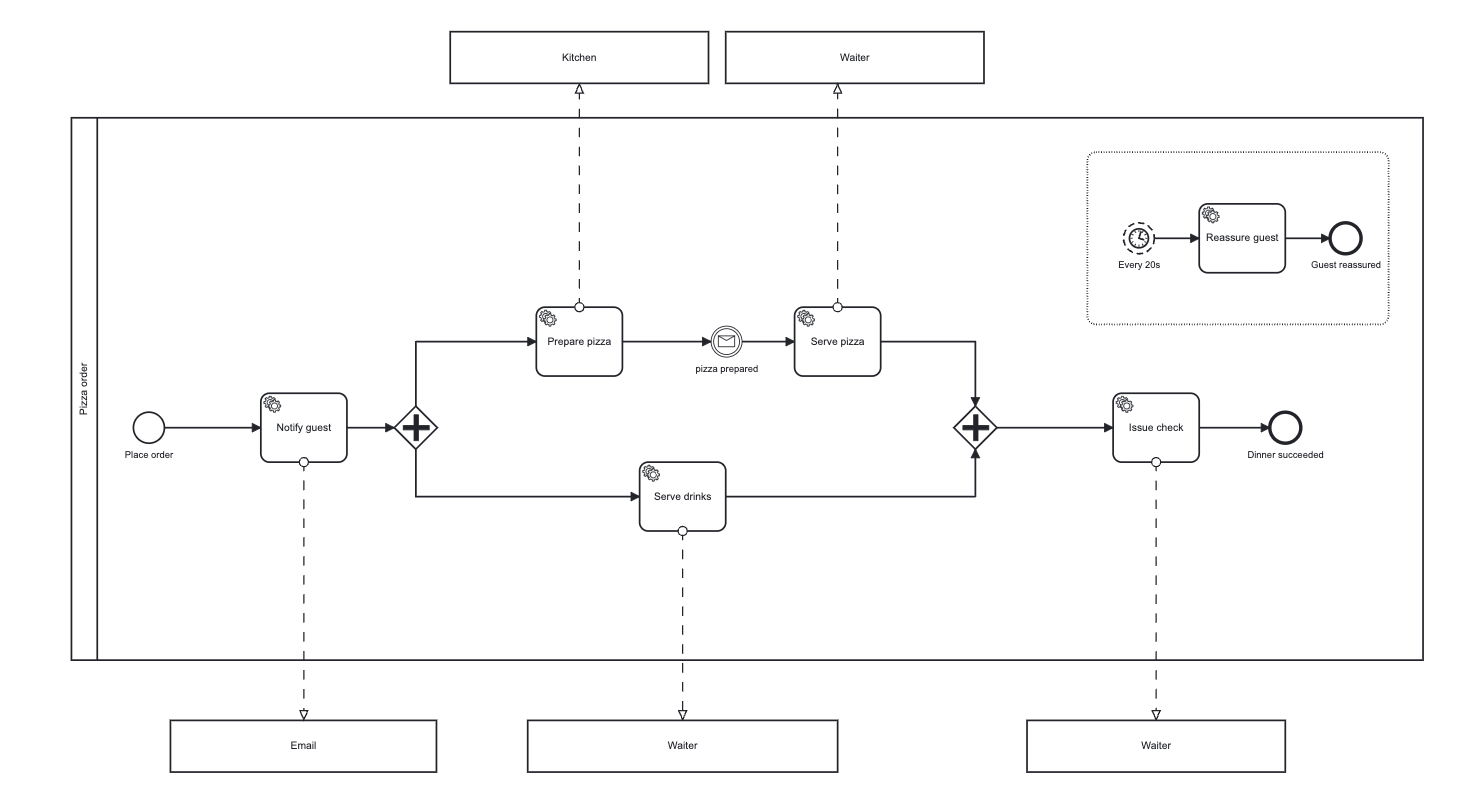 Kitchen
Waiter
Every 20s
Reassure guest
Guest reassured
Pizza order
Prepare pizza
pizza prepared
Serve pizza
Place order
Notify guest
Issue check
Dinner succeeded
Serve drinks
Email
Waiter
Waiter